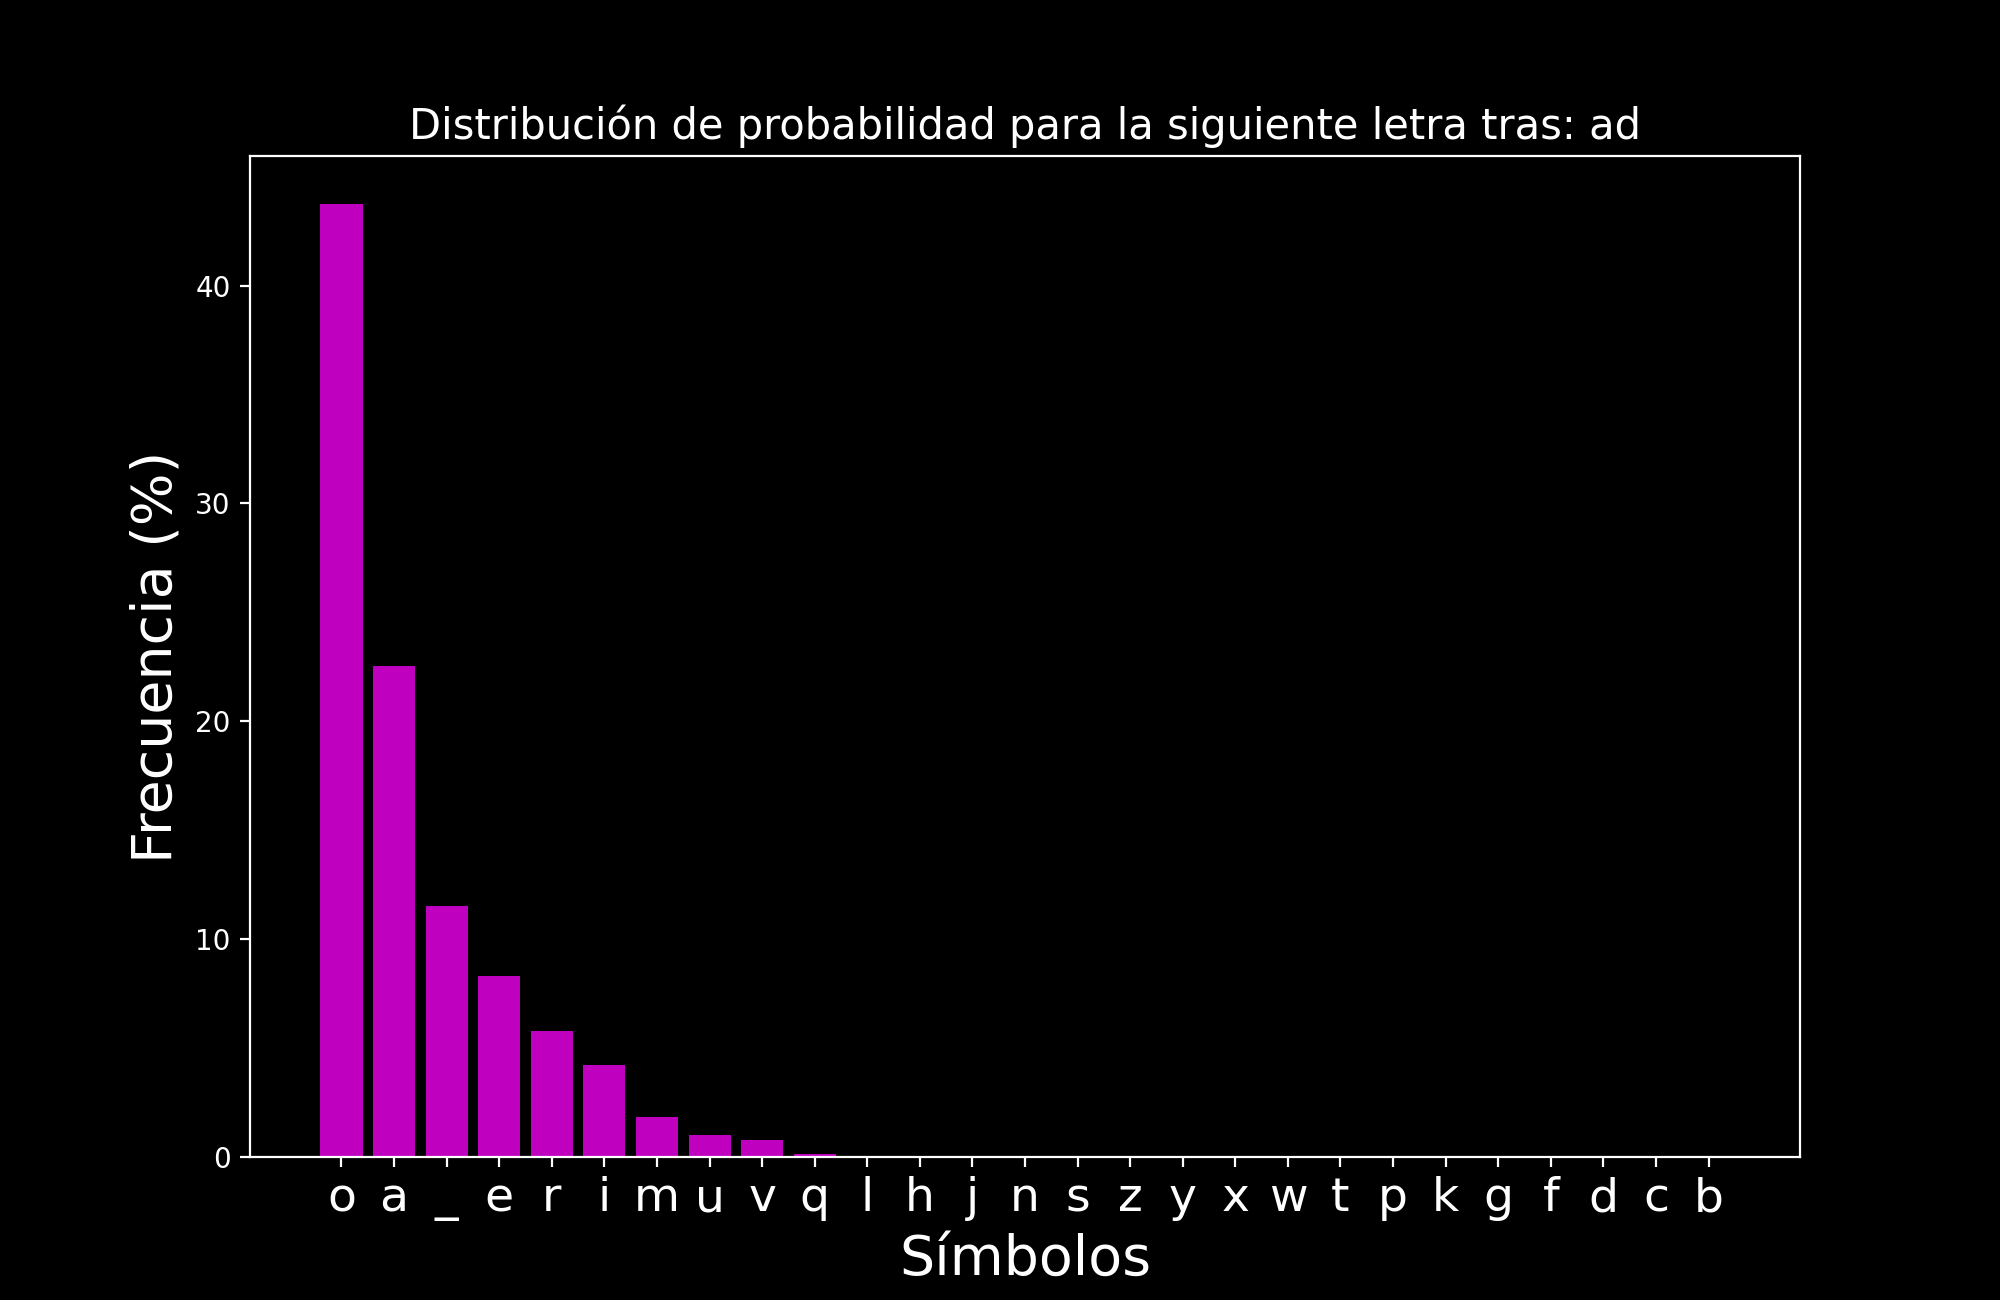 Distribución de probabilidad para la siguiente letra tras: ad
Frecuencia (%)
40
30
20
10
0
o a _ e r i m u v q l h j n s z y x w t p k g f d c b
Símbolos